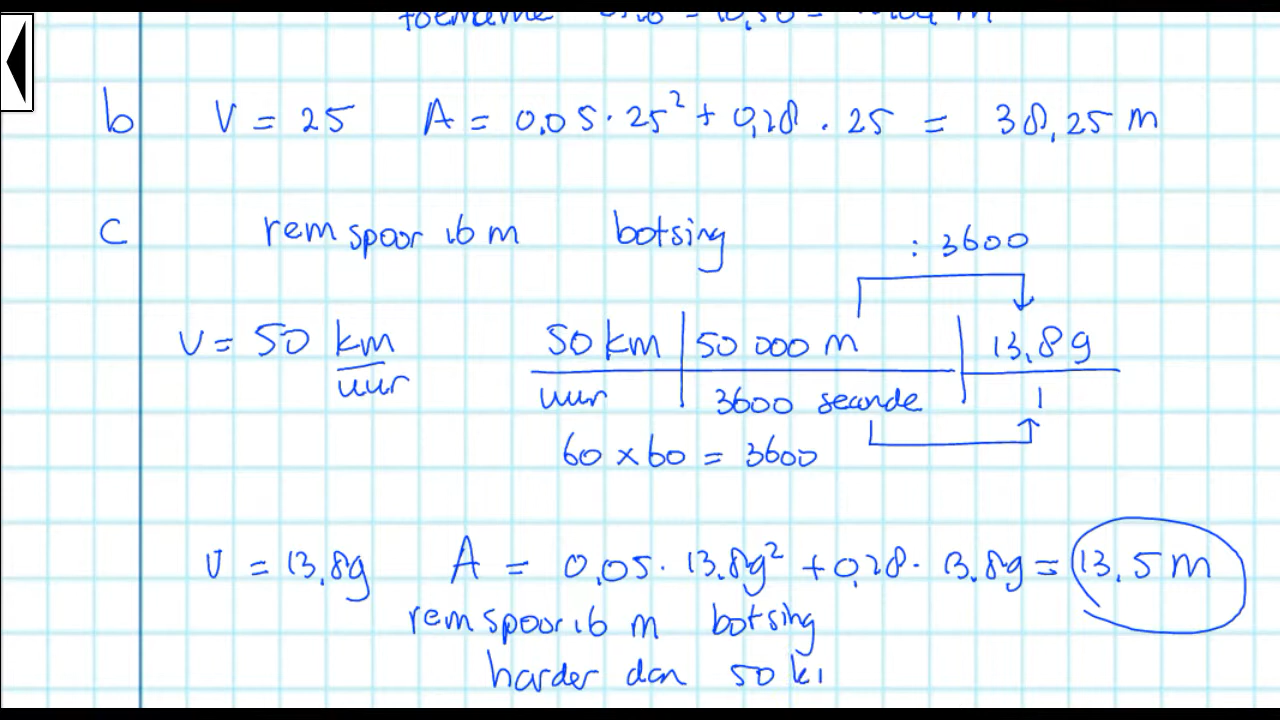 b V = 25 A = 0,05 · 25² + 0,28 · 25 = 38,25 m
c rem spoor 16 m botsing : 3600
V = 50 km 50 km 50 000 m 13,89
uur uur 3600 seconde 1
60 x 60 = 3600
V = 13,89 A = 0,05 · 13,89² + 0,28 · 13,89 = 13,5 m
rem spoor 16 m botsing
harder dan 50 k